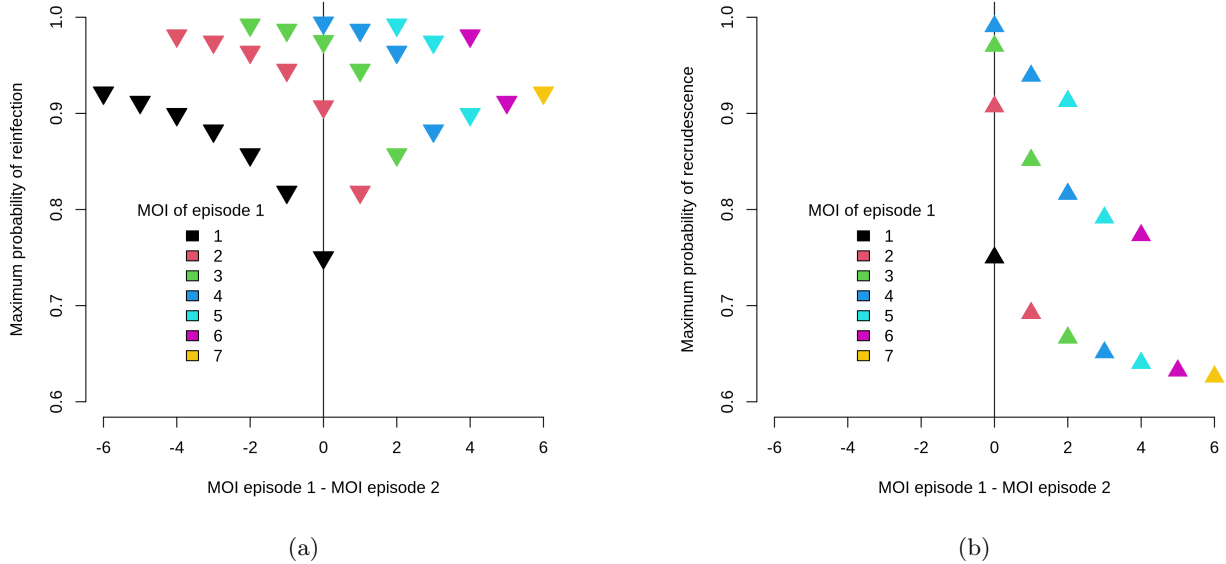 Maximum probability of reinfection
1.0
0.9
0.8
0.7
0.6
MOI of episode 1
1
2
3
4
5
6
7
-6 -4 -2 0 2 4 6
MOI episode 1 - MOI episode 2
(a)
Maximum probability of recrudescence
1.0
0.9
0.8
0.7
0.6
MOI of episode 1
1
2
3
4
5
6
7
-6 -4 -2 0 2 4 6
MOI episode 1 - MOI episode 2
(b)